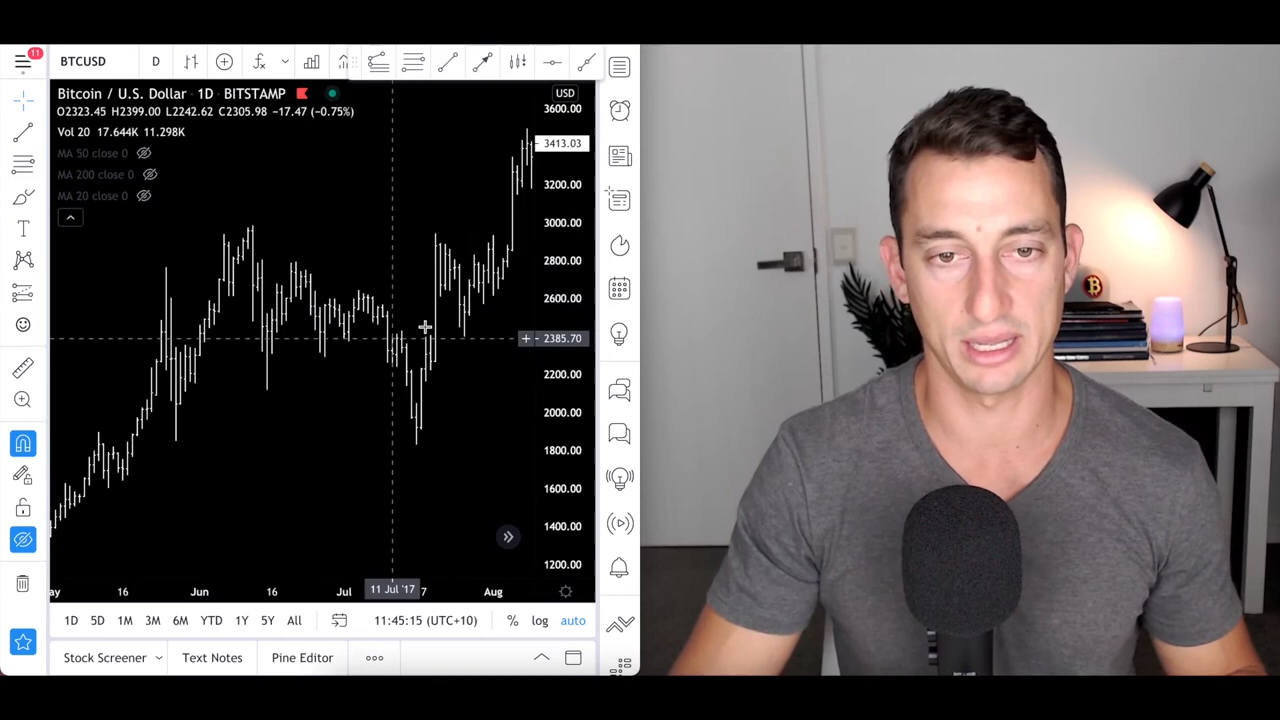 11
BTCUSD D
Bitcoin / U.S. Dollar · 1D · BITSTAMP
USD
O2323.45 H2399.00 L2242.62 C2305.98 −17.47 (−0.75%)
Vol 20 17.644K 11.298K
MA 50 close 0
MA 200 close 0
MA 20 close 0
3600.00
3413.03
3200.00
3000.00
2800.00
2600.00
2385.70
2200.00
2000.00
1800.00
1600.00
1400.00
1200.00
ay 16 Jun 16 Jul 11 Jul '17 7 Aug
1D 5D 1M 3M 6M YTD 1Y 5Y All 11:45:15 (UTC+10) % log auto
Stock Screener Text Notes Pine Editor